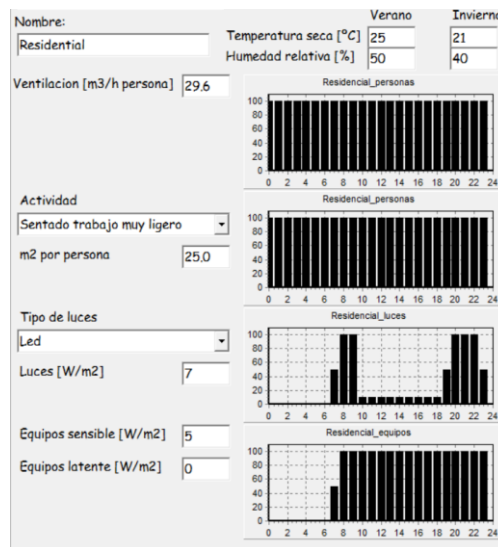 Verano Invierno
Nombre:
Residential
Temperatura seca [ºC] 25 21
Humedad relativa [%] 50 40
Ventilacion [m3/h persona] 29,6
Residencial_personas
100
80
60
40
20
0
0 2 4 6 8 10 12 14 16 18 20 22 24
Actividad
Sentado trabajo muy ligero
m2 por persona 25,0
Residencial_personas
100
80
60
40
20
0
0 2 4 6 8 10 12 14 16 18 20 22 24
Tipo de luces
Led
Luces [W/m2] 7
Residencial_luces
100
80
60
40
20
0
0 2 4 6 8 10 12 14 16 18 20 22 24
Equipos sensible [W/m2] 5
Equipos latente [W/m2] 0
Residencial_equipos
100
80
60
40
20
0
0 2 4 6 8 10 12 14 16 18 20 22 24